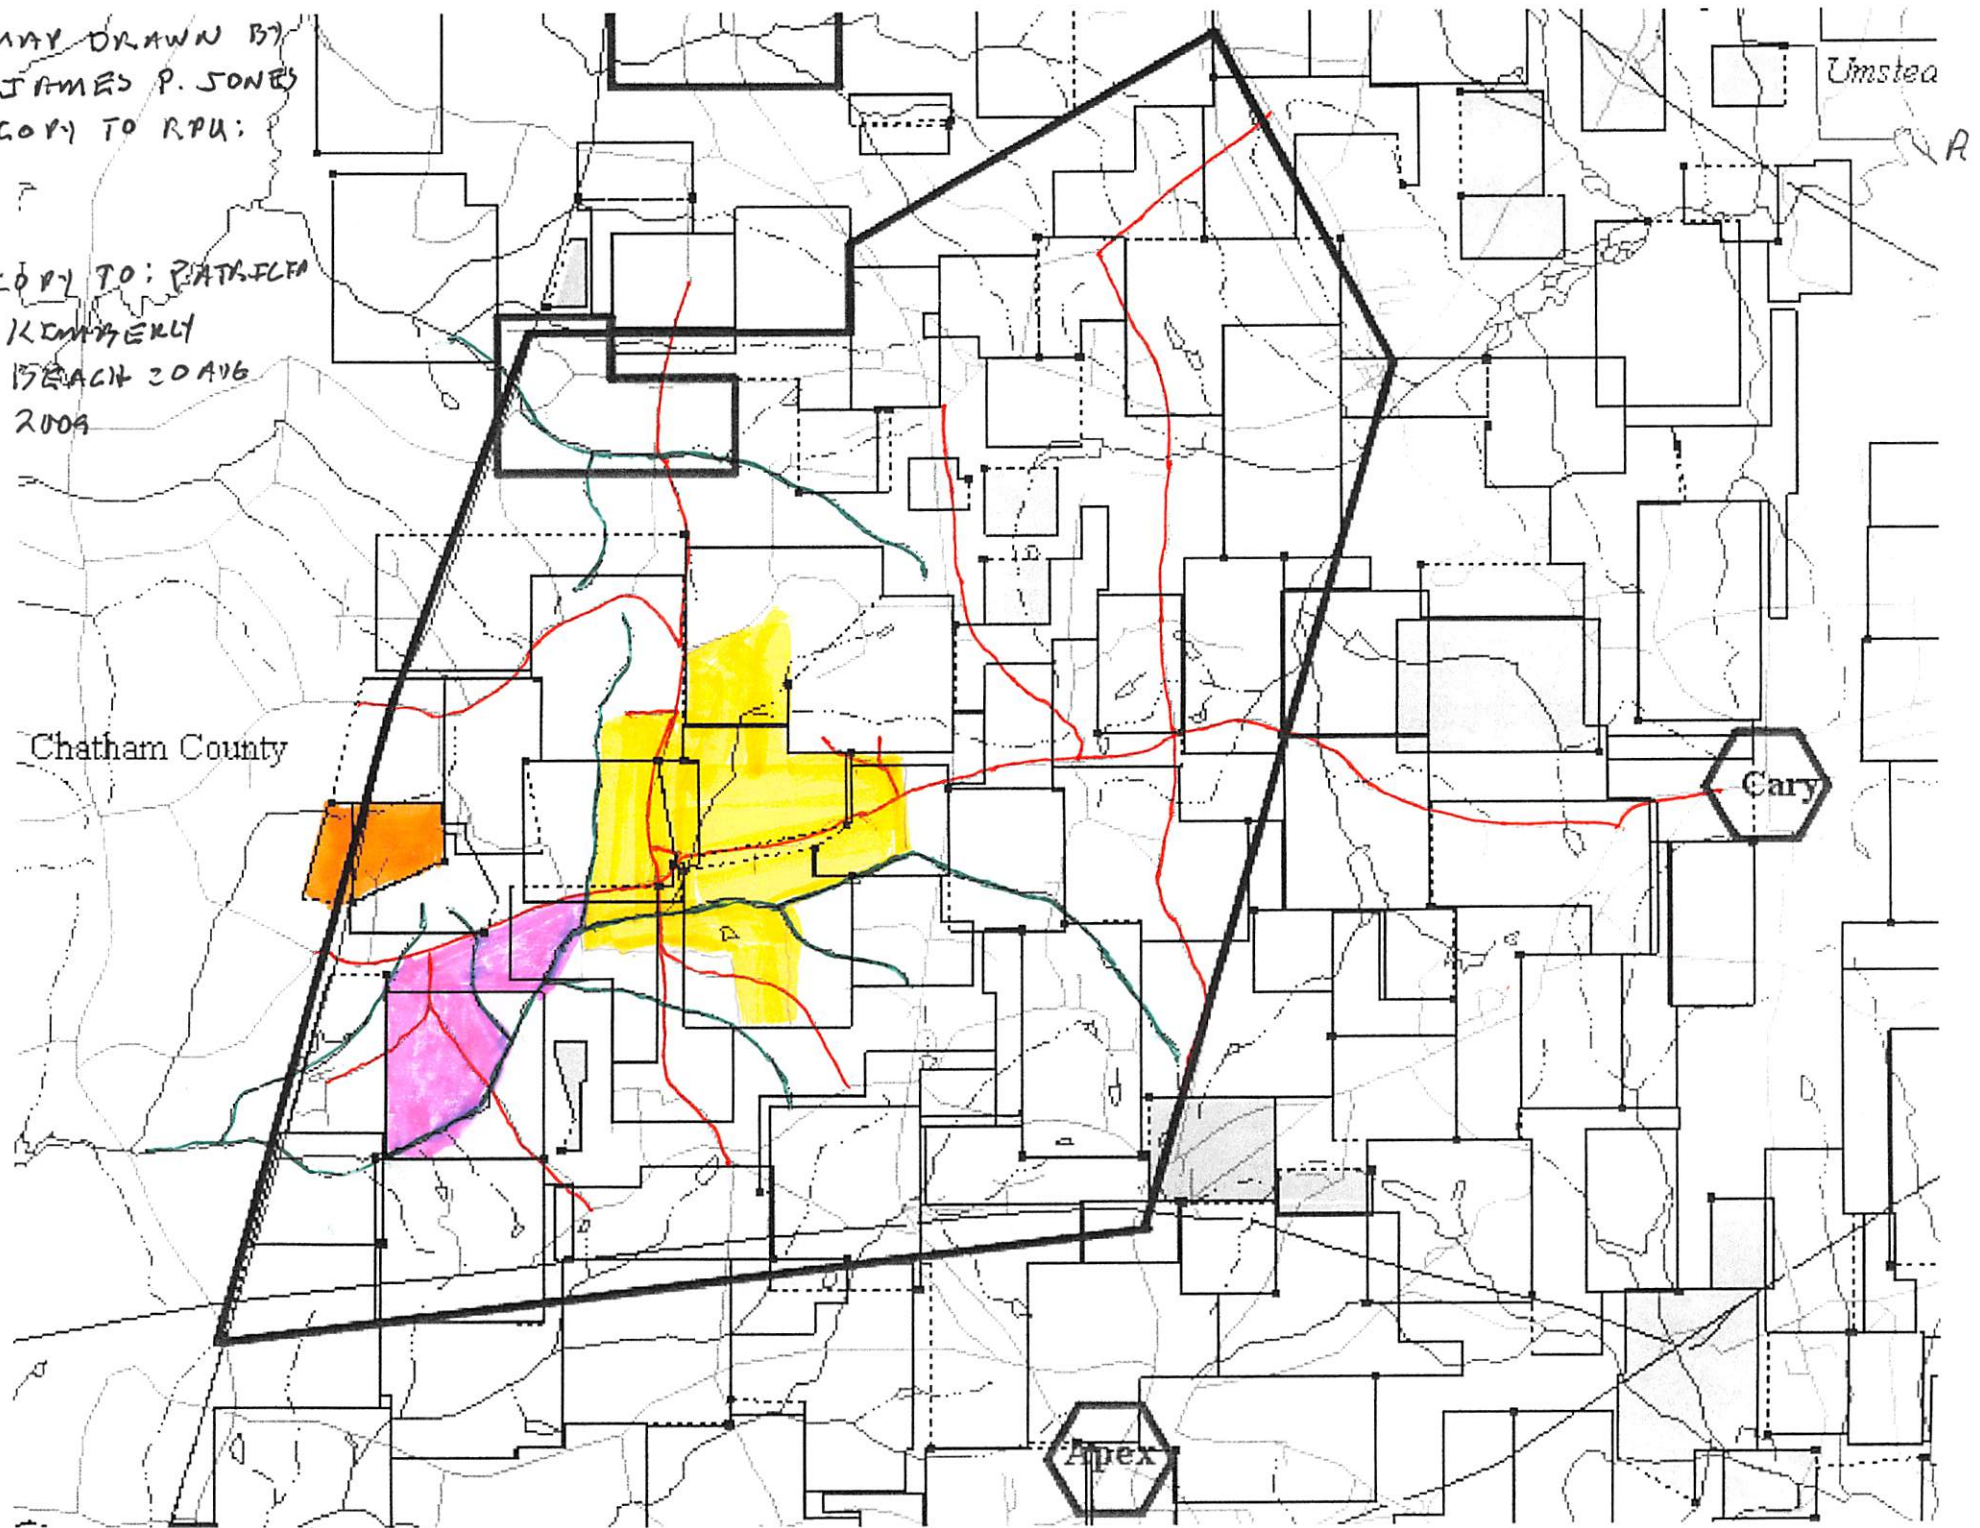 MAP DRAWN BY
JAMES P. JONES
COPY TO RPU:
COPY TO: PATRICIA
KIMBERLY
BEACH 20 AUG
2009
Umstea
A
Chatham County
Cary
Apex